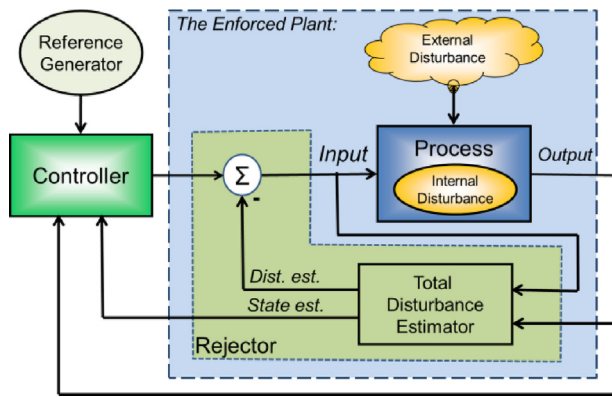 The Enforced Plant:
Reference
Generator
External
Disturbance
Controller
Σ
-
Input
Process
Internal
Disturbance
Output
Dist. est.
State est.
Total
Disturbance
Estimator
Rejector